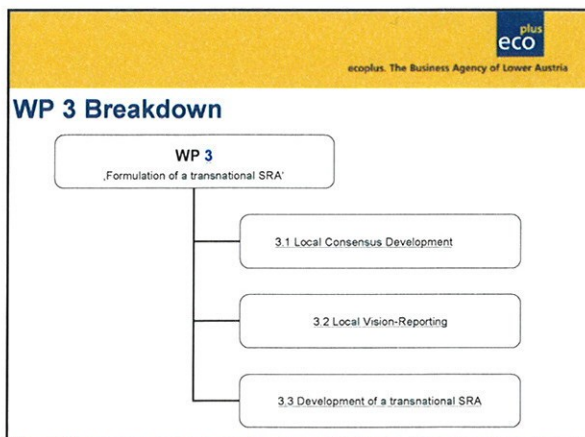 plus
eco
ecoplus. The Business Agency of Lower Austria
WP 3 Breakdown
WP 3
‚Formulation of a transnational SRA‘
3.1 Local Consensus Development
3.2 Local Vision-Reporting
3.3 Development of a transnational SRA